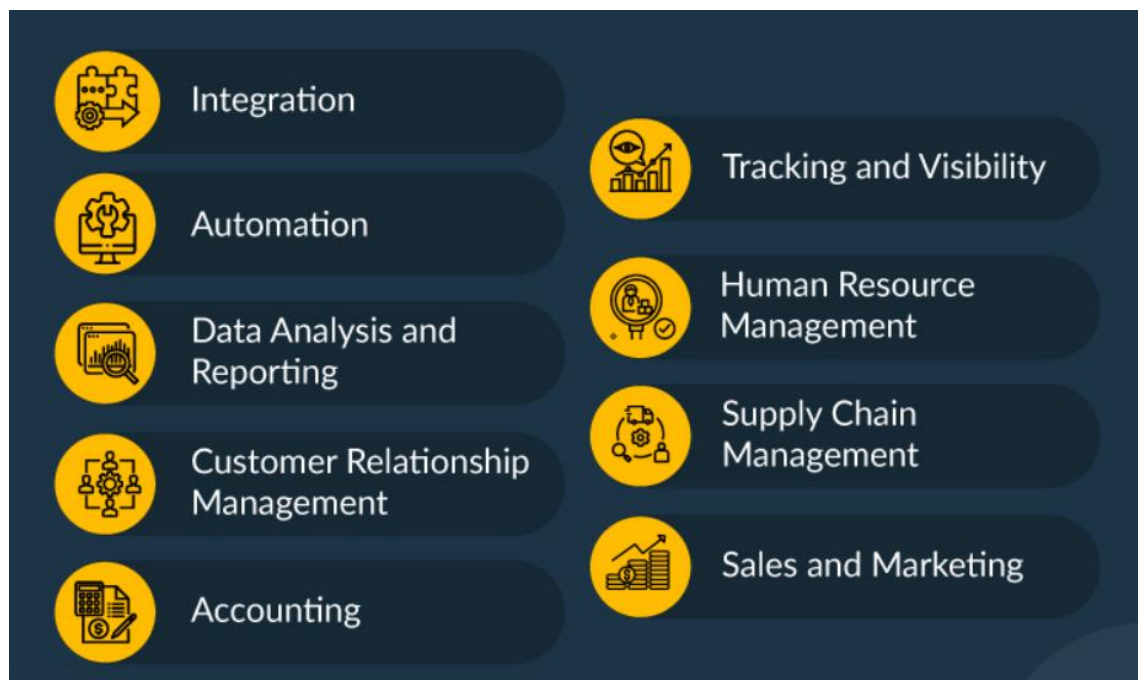 Integration
Automation
Data Analysis and
Reporting
Customer Relationship
Management
Accounting
Tracking and Visibility
Human Resource
Management
Supply Chain
Management
Sales and Marketing